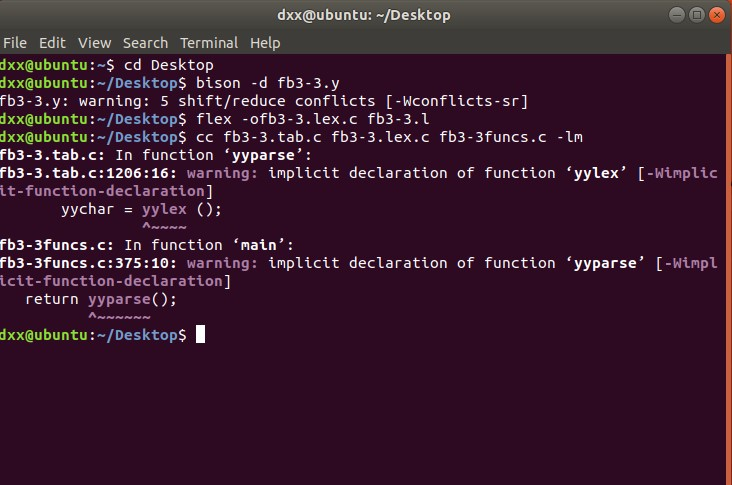 dxx@ubuntu: ~/Desktop
File Edit View Search Terminal Help
dxx@ubuntu:~$ cd Desktop
dxx@ubuntu:~/Desktop$ bison -d fb3-3.y
fb3-3.y: warning: 5 shift/reduce conflicts [-Wconflicts-sr]
dxx@ubuntu:~/Desktop$ flex -ofb3-3.lex.c fb3-3.l
dxx@ubuntu:~/Desktop$ cc fb3-3.tab.c fb3-3.lex.c fb3-3funcs.c -lm
fb3-3.tab.c: In function ‘yyparse’:
fb3-3.tab.c:1206:16: warning: implicit declaration of function ‘yylex’ [-Wimplic
it-function-declaration]
       yychar = yylex ();
                ^~~~~
fb3-3funcs.c: In function ‘main’:
fb3-3funcs.c:375:10: warning: implicit declaration of function ‘yyparse’ [-Wimpl
icit-function-declaration]
   return yyparse();
          ^~~~~~~
dxx@ubuntu:~/Desktop$